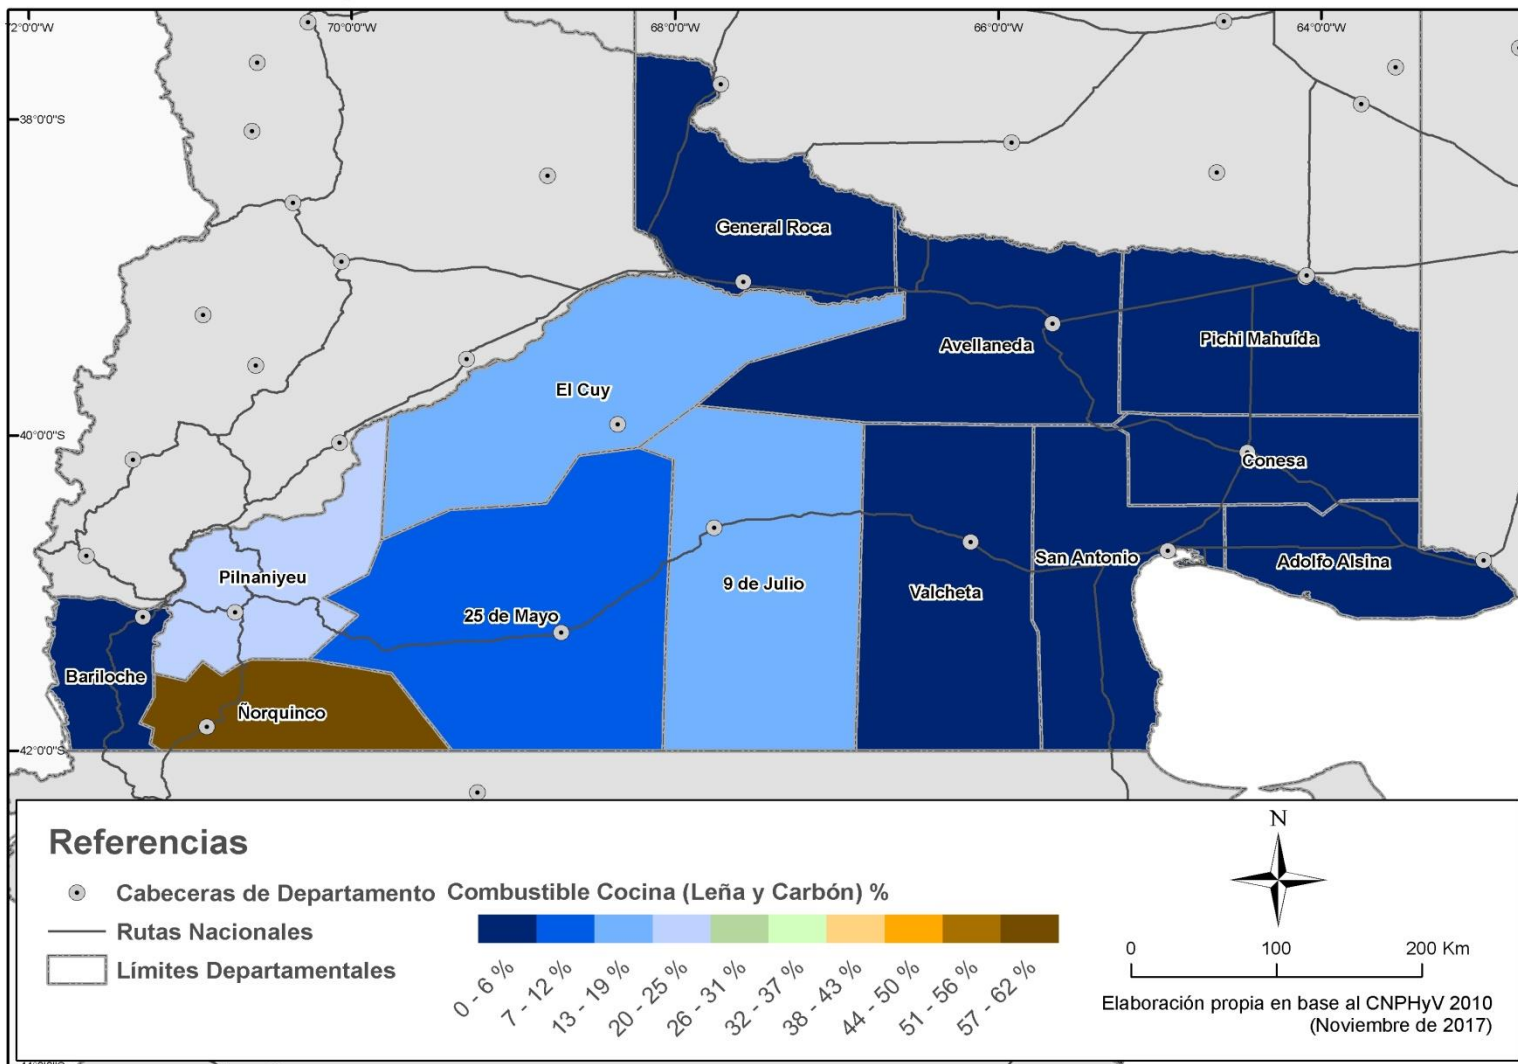 72°0'0"W
70°0'0"W
68°0'0"W
66°0'0"W
64°0'0"W
38°0'0"S
General Roca
Avellaneda
Pichi Mahuída
El Cuy
40°0'0"S
Conesa
Pilnaniyeu
25 de Mayo
9 de Julio
Valcheta
San Antonio
Adolfo Alsina
Bariloche
Ñorquinco
42°0'0"S
Referencias
Cabeceras de Departamento
Rutas Nacionales
Límites Departamentales
Combustible Cocina (Leña y Carbón) %
0 - 6 %
7 - 12 %
13 - 19 %
20 - 25 %
26 - 31 %
32 - 37 %
38 - 43 %
44 - 50 %
51 - 56 %
57 - 62 %
N
0 100 200 Km
Elaboración propia en base al CNPHyV 2010
(Noviembre de 2017)